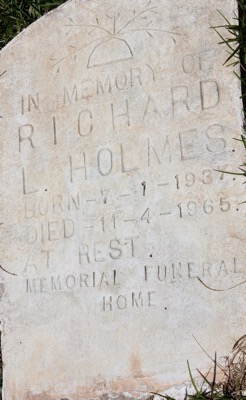 IN MEMORY OF
RICHARD
L. HOLMES.
BORN-7-1-1937.
DIED-11-4-1965.
AT REST
MEMORIAL FUNERAL
HOME